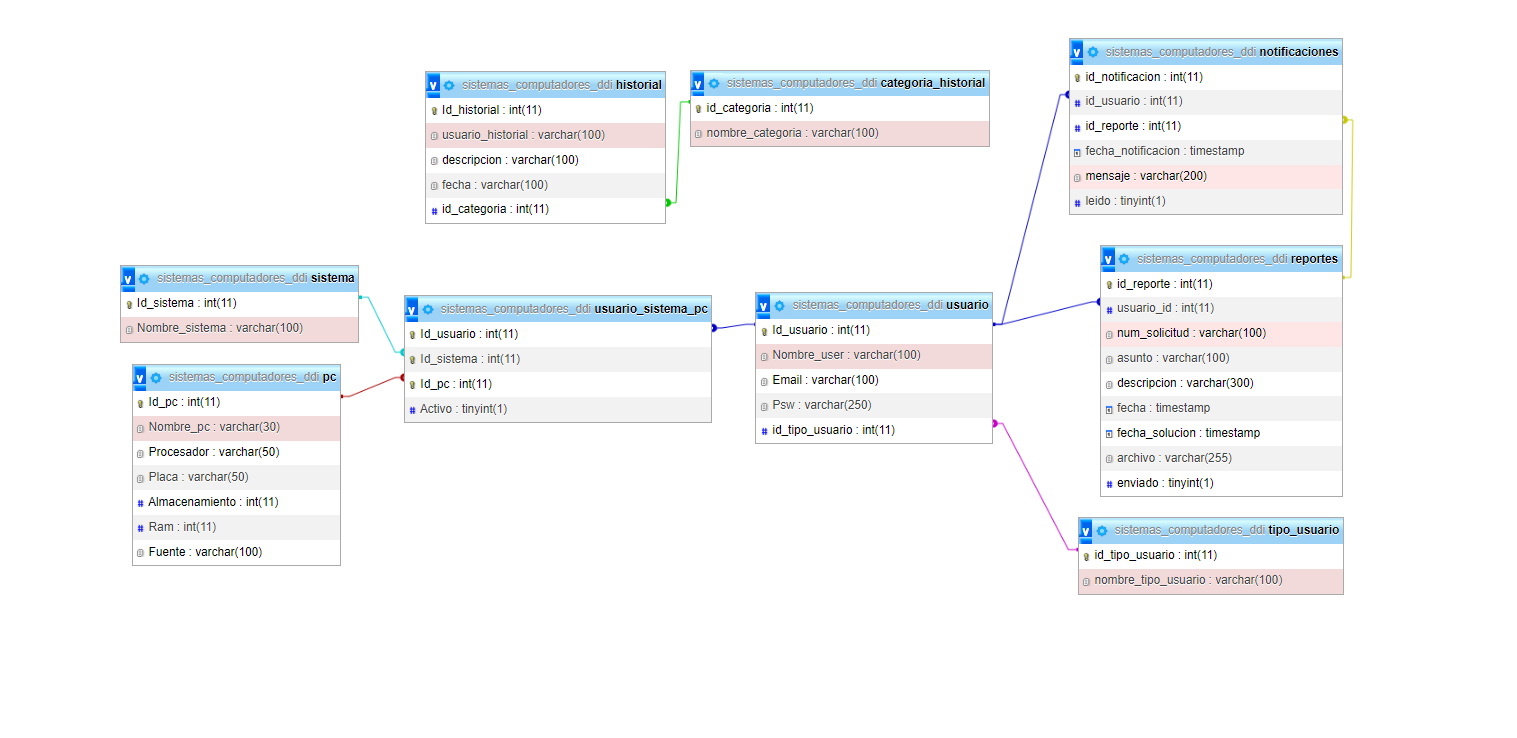 sistemas_computadores_ddi historial
Id_historial : int(11)
usuario_historial : varchar(100)
descripcion : varchar(100)
fecha : varchar(100)
id_categoria : int(11)
sistemas_computadores_ddi categoria_historial
id_categoria : int(11)
nombre_categoria : varchar(100)
sistemas_computadores_ddi notificaciones
id_notificacion : int(11)
id_usuario : int(11)
id_reporte : int(11)
fecha_notificacion : timestamp
mensaje : varchar(200)
leido : tinyint(1)
sistemas_computadores_ddi sistema
Id_sistema : int(11)
Nombre_sistema : varchar(100)
sistemas_computadores_ddi pc
Id_pc : int(11)
Nombre_pc : varchar(30)
Procesador : varchar(50)
Placa : varchar(50)
Almacenamiento : int(11)
Ram : int(11)
Fuente : varchar(100)
sistemas_computadores_ddi usuario_sistema_pc
Id_usuario : int(11)
Id_sistema : int(11)
Id_pc : int(11)
Activo : tinyint(1)
sistemas_computadores_ddi usuario
Id_usuario : int(11)
Nombre_user : varchar(100)
Email : varchar(100)
Psw : varchar(250)
id_tipo_usuario : int(11)
sistemas_computadores_ddi reportes
id_reporte : int(11)
usuario_id : int(11)
num_solicitud : varchar(100)
asunto : varchar(100)
descripcion : varchar(300)
fecha : timestamp
fecha_solucion : timestamp
archivo : varchar(255)
enviado : tinyint(1)
sistemas_computadores_ddi tipo_usuario
id_tipo_usuario : int(11)
nombre_tipo_usuario : varchar(100)